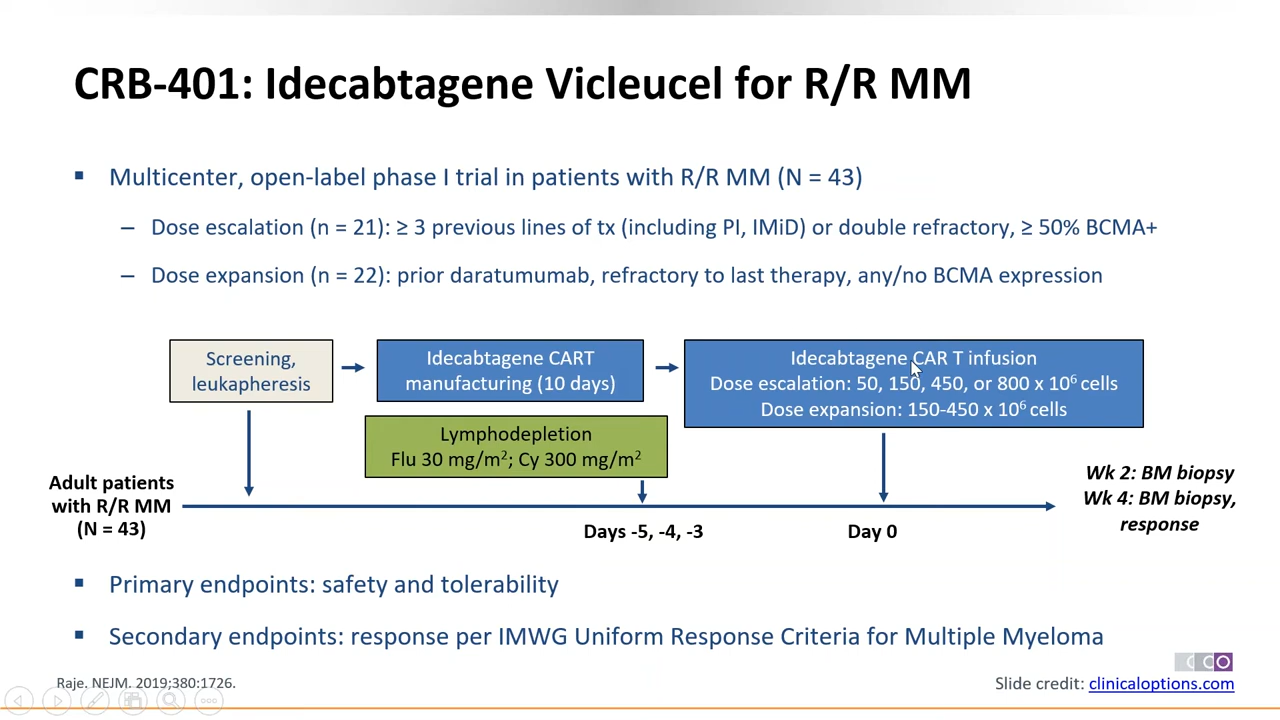 CRB-401: Idecabtagene Vicleucel for R/R MM
▪ Multicenter, open-label phase I trial in patients with R/R MM (N = 43)
– Dose escalation (n = 21): ≥ 3 previous lines of tx (including PI, IMiD) or double refractory, ≥ 50% BCMA+
– Dose expansion (n = 22): prior daratumumab, refractory to last therapy, any/no BCMA expression
Screening,
leukapheresis
Idecabtagene CART
manufacturing (10 days)
Idecabtagene CAR T infusion
Dose escalation: 50, 150, 450, or 800 x 10⁶ cells
Dose expansion: 150-450 x 10⁶ cells
Lymphodepletion
Flu 30 mg/m²; Cy 300 mg/m²
Adult patients
with R/R MM
(N = 43)
Days -5, -4, -3
Day 0
Wk 2: BM biopsy
Wk 4: BM biopsy,
response
▪ Primary endpoints: safety and tolerability
▪ Secondary endpoints: response per IMWG Uniform Response Criteria for Multiple Myeloma
CCO
Raje. NEJM. 2019;380:1726.
Slide credit: clinicaloptions.com